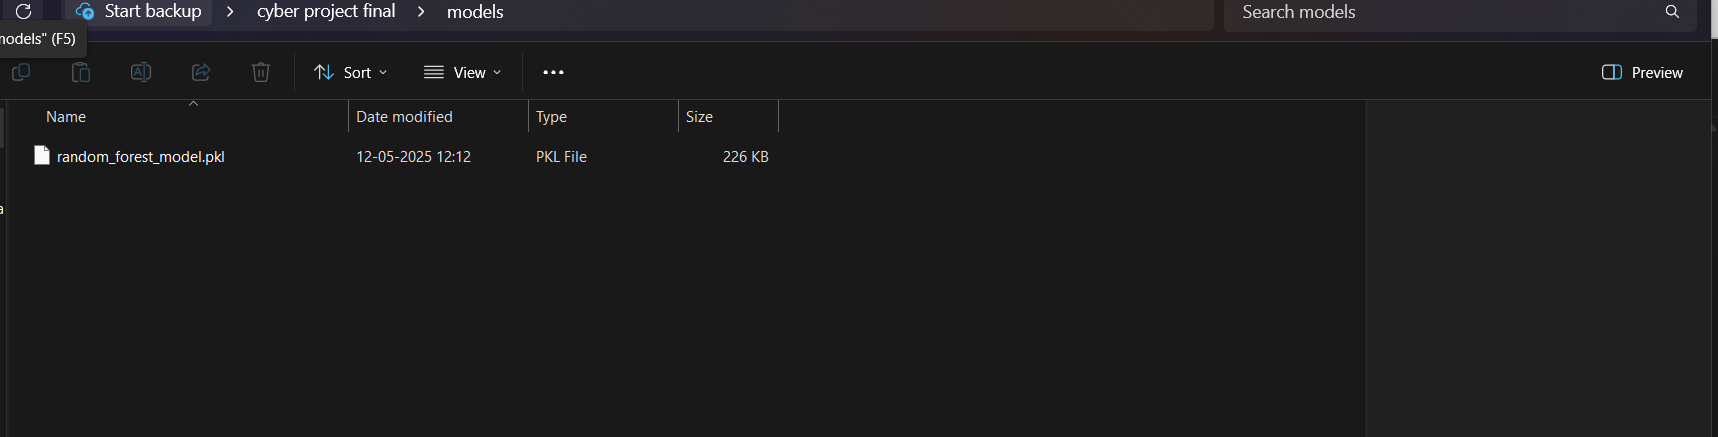 Start backup > cyber project final > models
Search models
models" (F5)
Sort
View
Preview
Name
Date modified
Type
Size
random_forest_model.pkl
12-05-2025 12:12
PKL File
226 KB
a